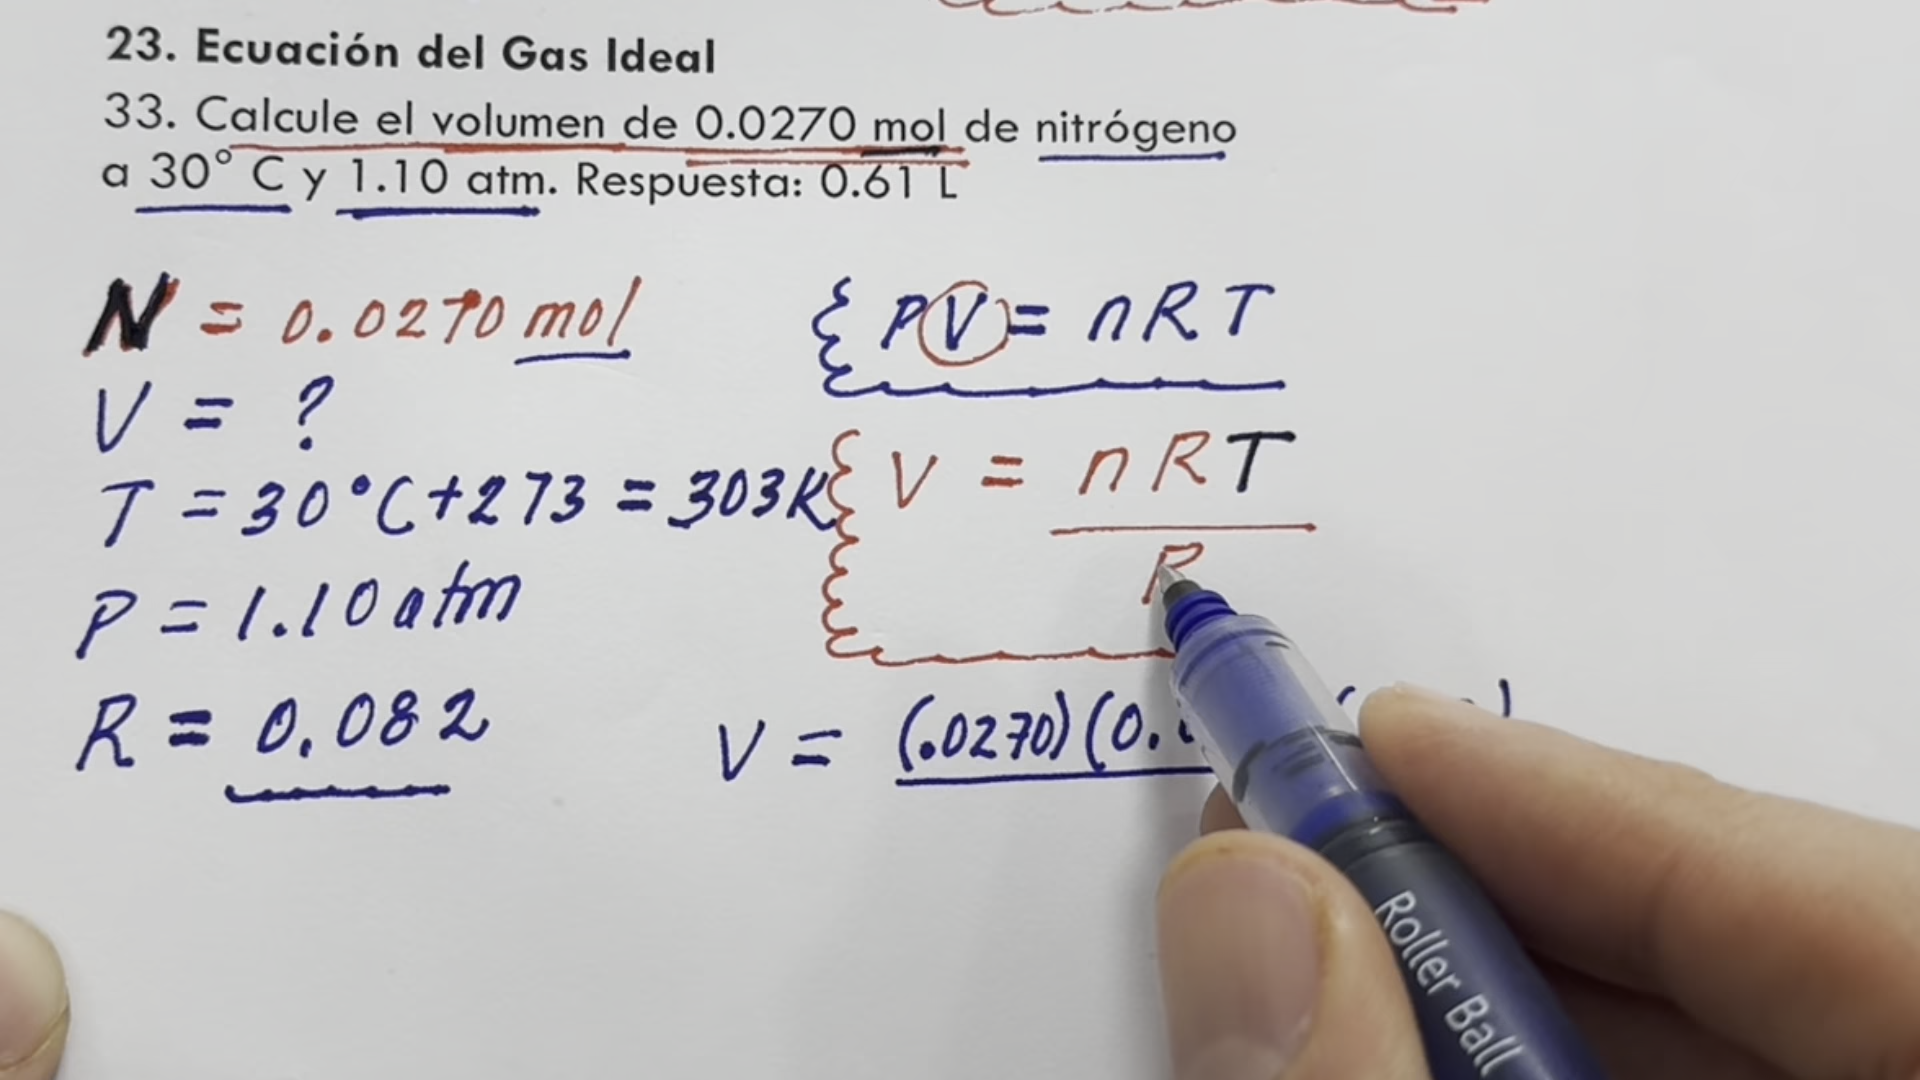 23. Ecuación del Gas Ideal
33. Calcule el volumen de 0.0270 mol de nitrógeno
a 30° C y 1.10 atm. Respuesta: 0.61 L
N = 0.0270 mol
V = ?
T = 30°C+273 = 303K
P = 1.10 atm
R = 0.082
PV = nRT
V = nRT
P
V = (.0270)(0.
Roller Ball